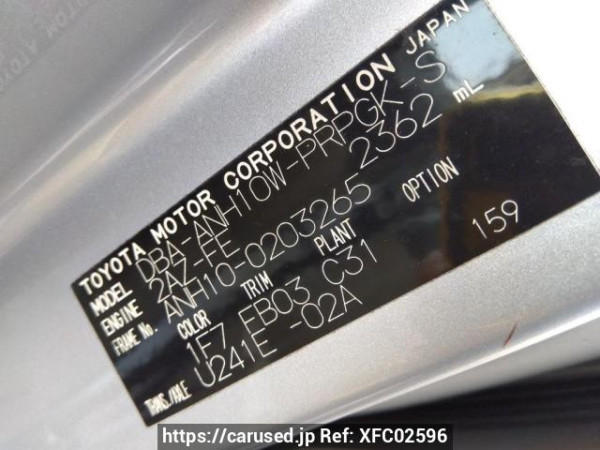 TOYOTA MOTOR CORPORATION JAPAN
MODEL DBA-ANH10W-PRPGK-S
ENGINE 2AZ-FE 2362 mL
FRAME No. ANH10-0203265
COLOR TRIM PLANT OPTION
1F7 FB03 C31 159
TRANS./AXLE U241E -02A
https://carused.jp Ref: XFC02596